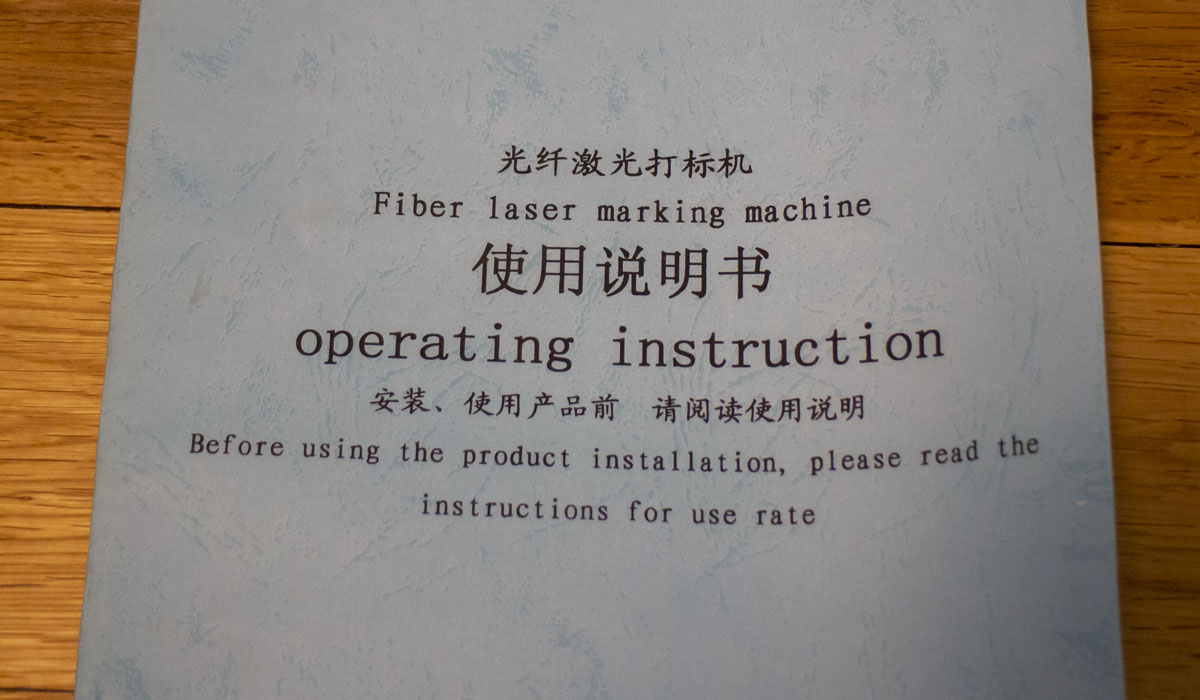 光纤激光打标机
Fiber laser marking machine
使用说明书
operating instruction
安装、使用产品前 请阅读使用说明
Before using the product installation, please read the
instructions for use rate